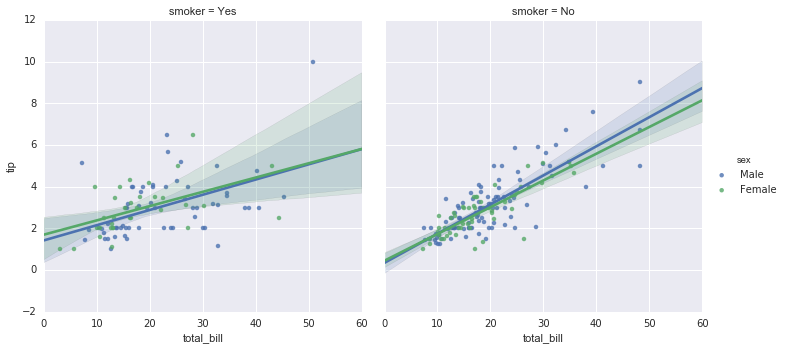 smoker = Yes
smoker = No
12
10
8
6
4
2
0
−2
tip
0 10 20 30 40 50 60
0 10 20 30 40 50 60
total_bill
total_bill
sex
Male
Female